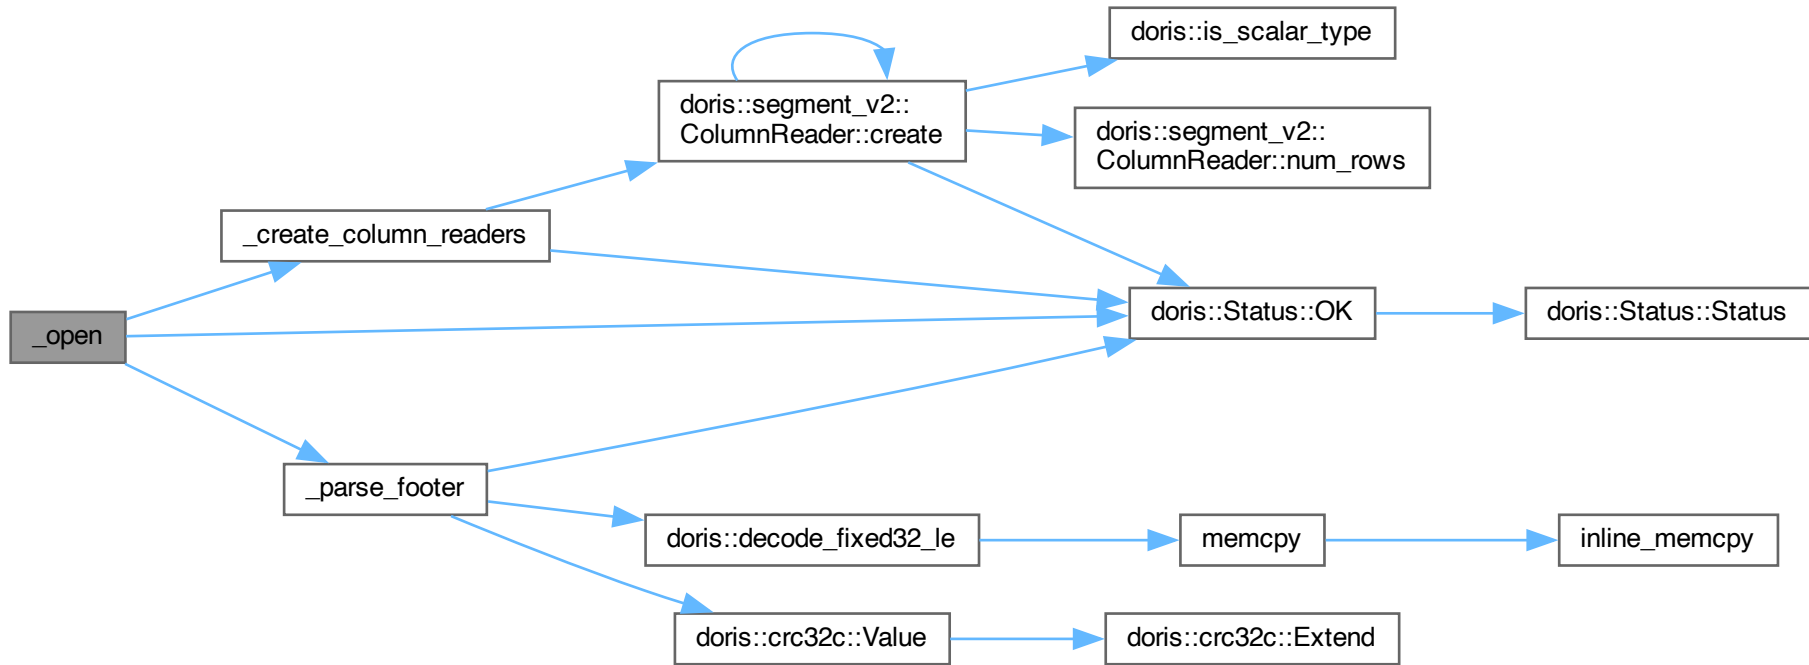 doris::is_scalar_type
doris::segment_v2::
ColumnReader::create
doris::segment_v2::
ColumnReader::num_rows
_create_column_readers
doris::Status::OK
doris::Status::Status
_open
_parse_footer
doris::decode_fixed32_le
memcpy
inline_memcpy
doris::crc32c::Value
doris::crc32c::Extend